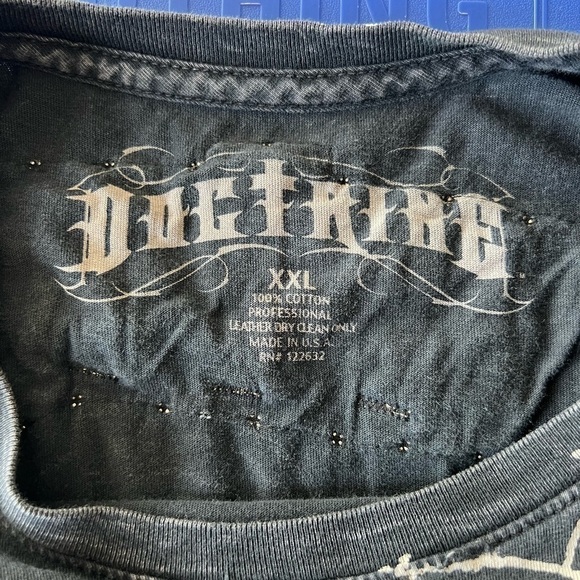 DOCTRINE
XXL
100% COTTON
PROFESSIONAL
LEATHER DRY CLEAN ONLY
MADE IN U.S.A.
RN# 122632